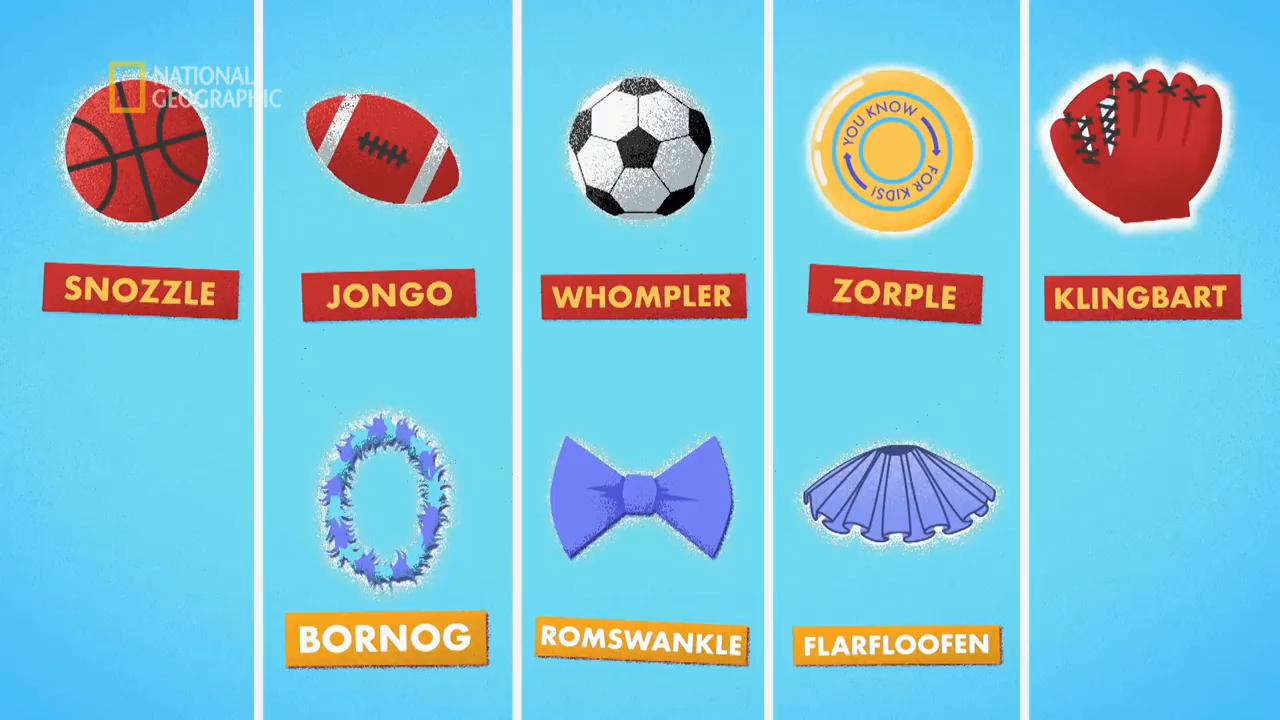 NATIONAL
GEOGRAPHIC
YOU KNOW
FOR KIDS!
SNOZZLE
JONGO
WHOMPLER
ZORPLE
KLINGBART
BORNOG
ROMSWANKLE
FLARFLOOFEN